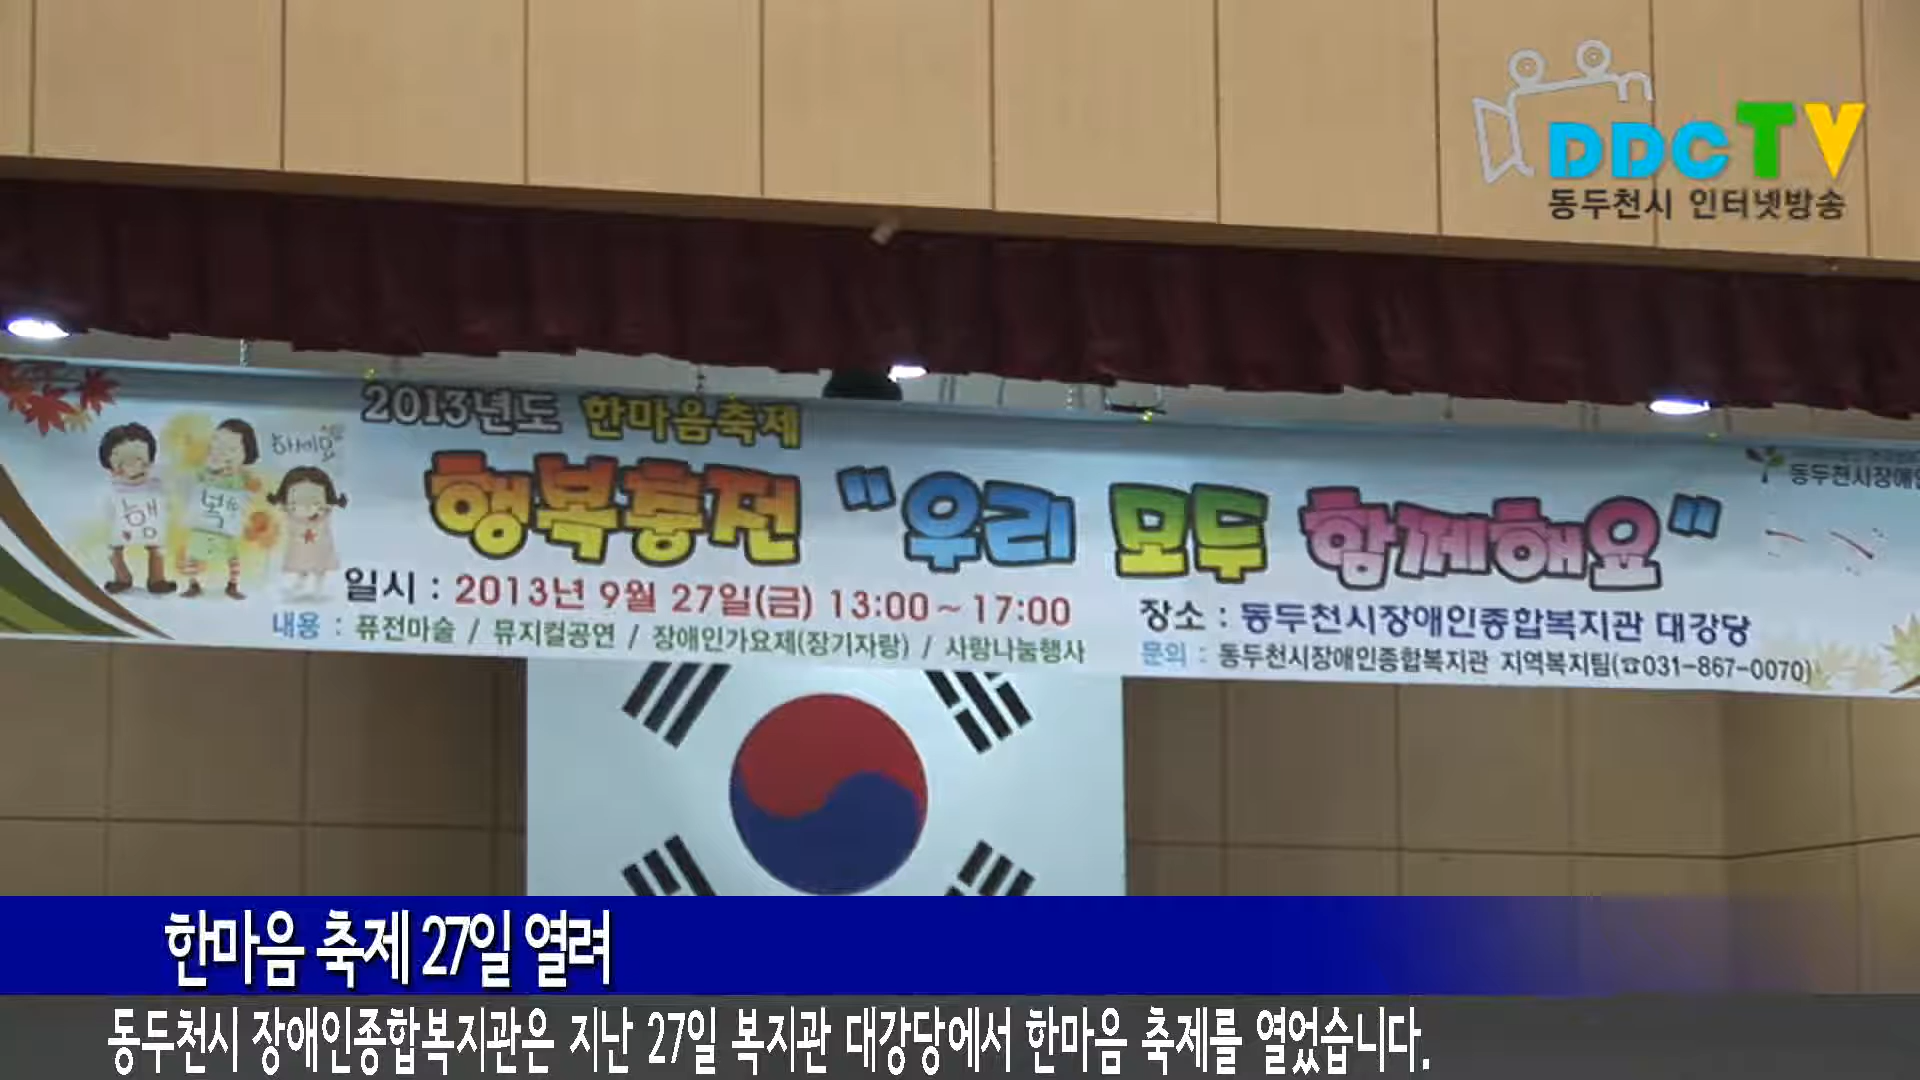 DDCTV
동두천시 인터넷방송
2013년도 한마음축제
해피요
행 복
행복충전 "우리 모두 함께해요"
동두천시장애인
일시 : 2013년 9월 27일(금) 13:00~17:00
장소 : 동두천시장애인종합복지관 대강당
내용 : 퓨전마술 / 뮤지컬공연 / 장애인가요제(장기자랑) / 사랑나눔행사
문의 : 동두천시장애인종합복지관 지역복지팀(☎031-867-0070)
한마음 축제 27일 열려
동두천시 장애인종합복지관은 지난 27일 복지관 대강당에서 한마음 축제를 열었습니다.